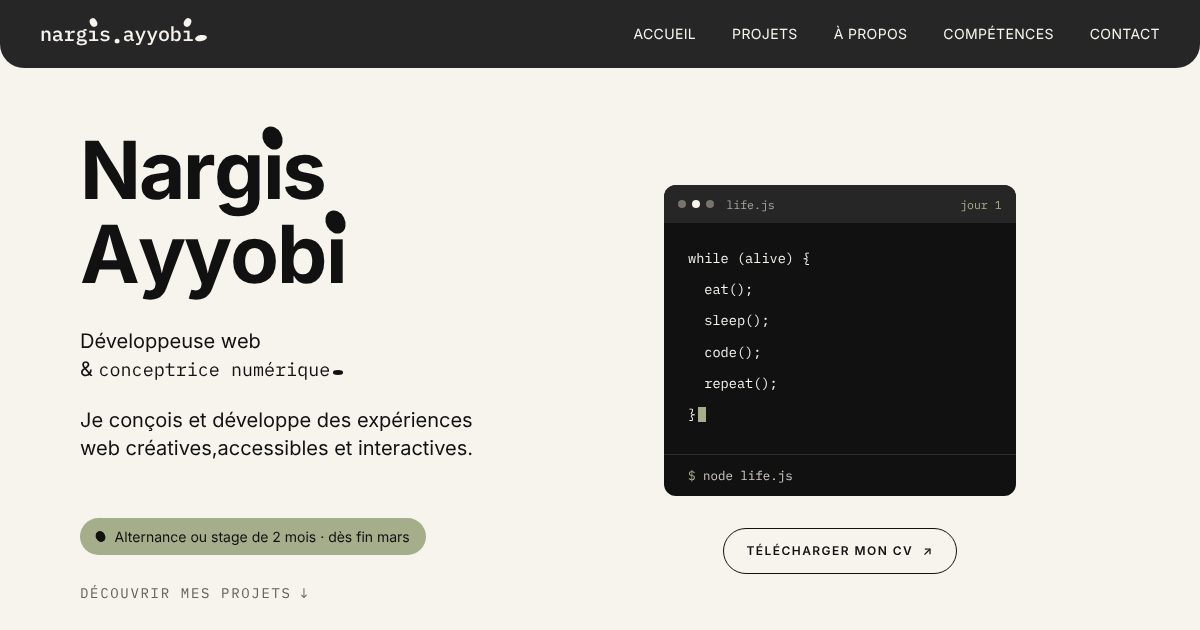 nargis.ayyobi
ACCUEIL PROJETS À PROPOS COMPÉTENCES CONTACT
Nargis
Ayyobi
Développeuse web
& conceptrice numérique
Je conçois et développe des expériences
web créatives,accessibles et interactives.
Alternance ou stage de 2 mois · dès fin mars
DÉCOUVRIR MES PROJETS ↓
life.js jour 1
while (alive) {
eat();
sleep();
code();
repeat();
}
$ node life.js
TÉLÉCHARGER MON CV ↗